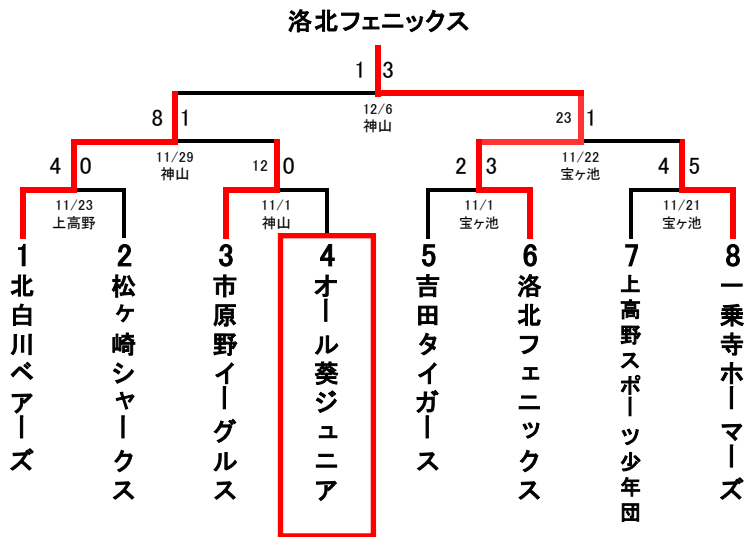 洛北フェニックス
1 3
12/6
神山
8 1
11/29
神山
23 1
11/22
宝ヶ池
4 0
11/23
上高野
12 0
11/1
神山
2 3
11/1
宝ヶ池
4 5
11/21
宝ヶ池
1 北白川ベアーズ
2 松ヶ崎シャークス
3 市原野イーグルス
4 オール葵ジュニア
5 吉田タイガース
6 洛北フェニックス
7 上高野スポーツ少年団
8 一乗寺ホーマーズ